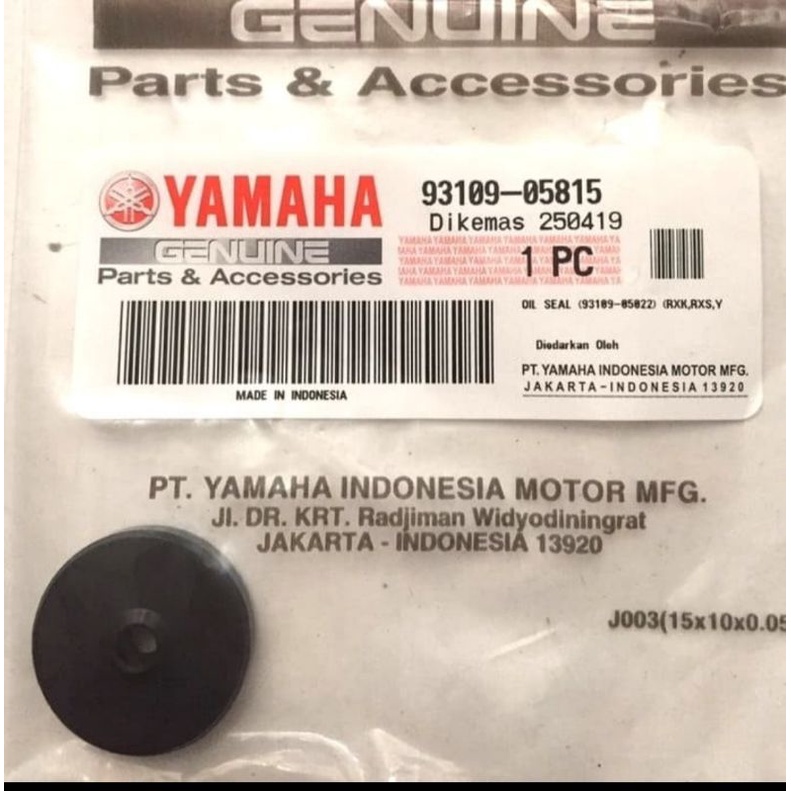 GENUINE
Parts & Accessories
YAMAHA
GENUINE
Parts & Accessories
93109-05815
Dikemas 250419
1 PC
OIL SEAL (93109-05022) (RXK,RXS,Y
Diedarkan Oleh
PT. YAMAHA INDONESIA MOTOR MFG.
JAKARTA-INDONESIA 13920
MADE IN INDONESIA
PT. YAMAHA INDONESIA MOTOR MFG.
Jl. DR. KRT. Radjiman Widyodiningrat
JAKARTA - INDONESIA 13920
J003(15x10x0.05